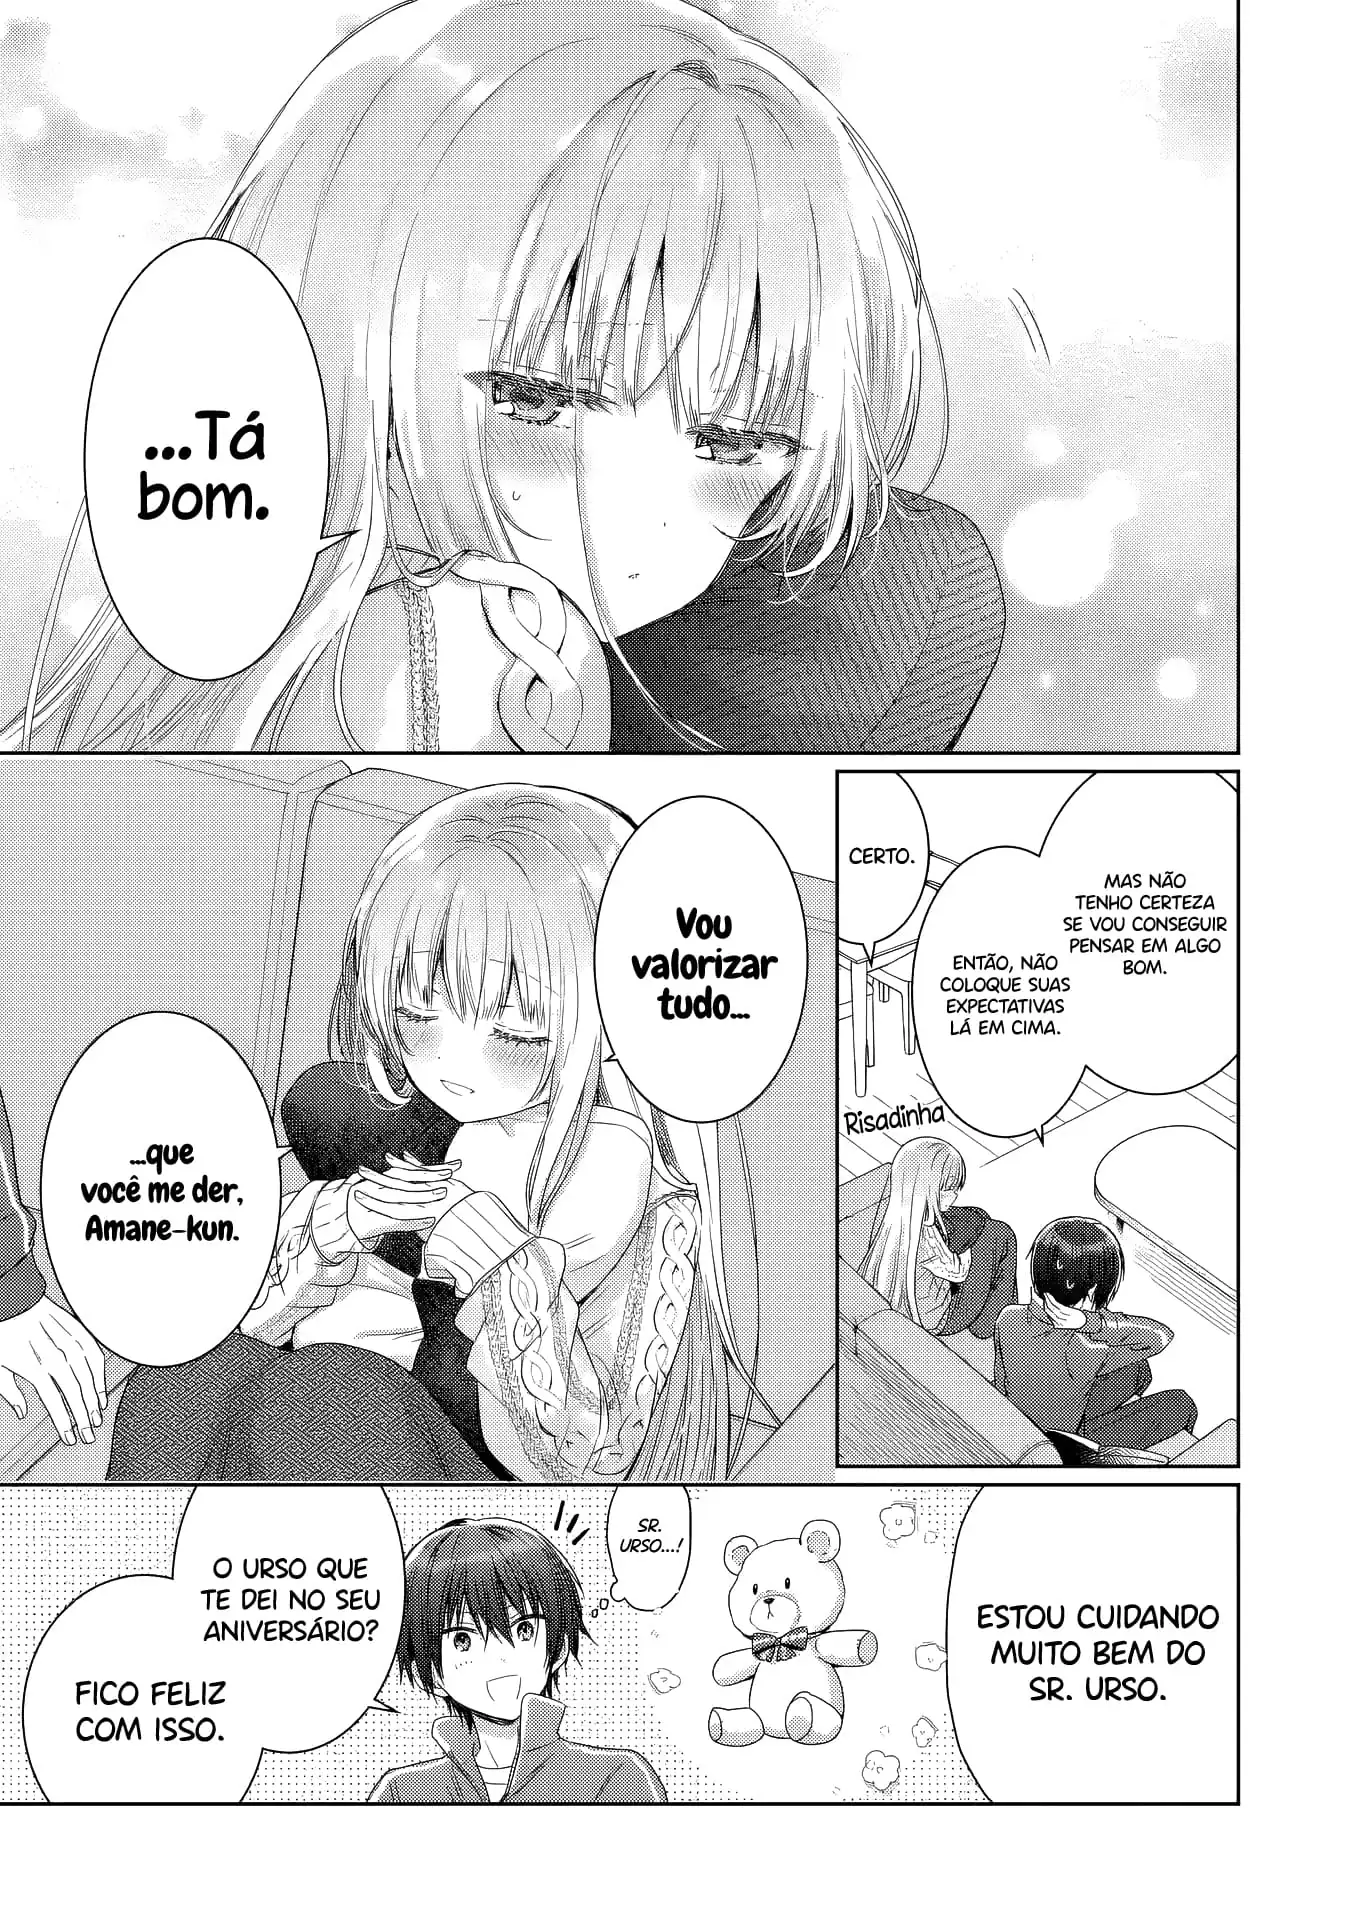 ...Tá
bom.
MAS NÃO
TENHO CERTEZA
SE VOU CONSEGUIR
PENSAR EM ALGO
BOM.
ENTÃO, NÃO
COLOQUE SUAS
EXPECTATIVAS
LÁ EM CIMA.
CERTO.
Risadinha
Vou
valorizar
tudo...
...que
você me der,
Amane-kun.
ESTOU CUIDANDO
MUITO BEM DO
SR. URSO.
SR.
URSO...!
O URSO QUE
TE DEI NO SEU
ANIVERSÁRIO?
FICO FELIZ
COM ISSO.